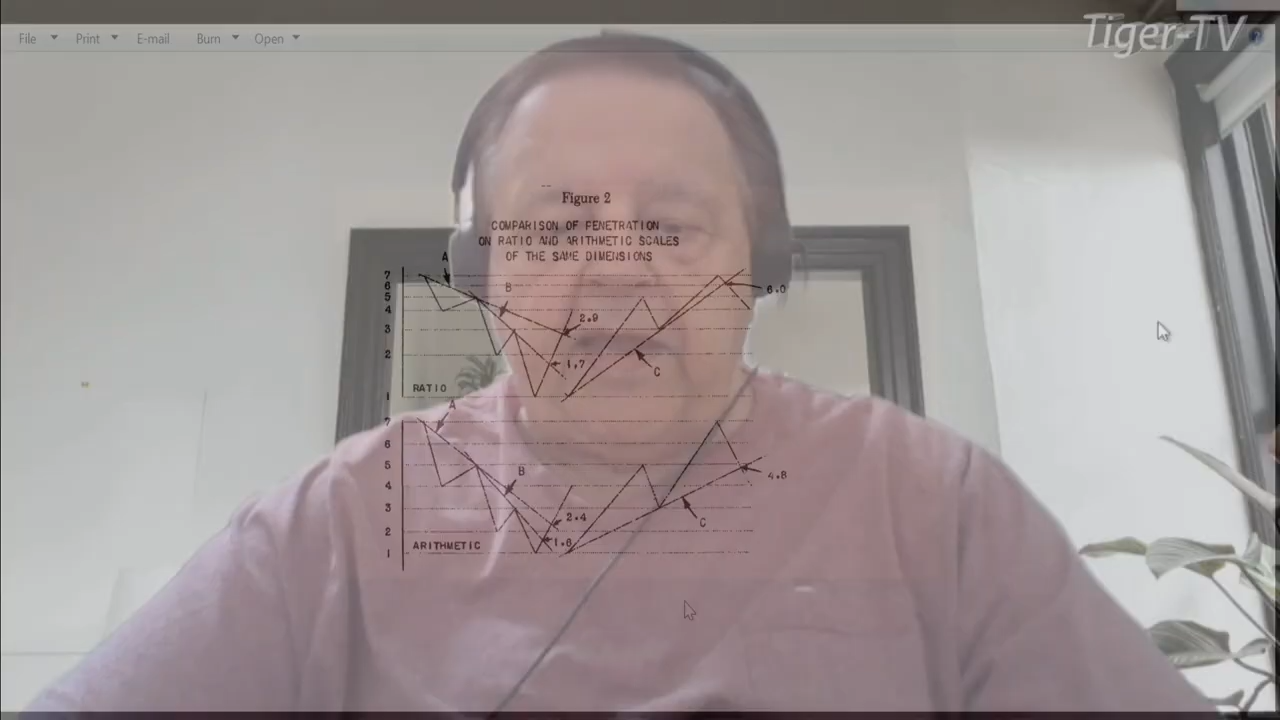 Tiger-TV
File Print E-mail Burn Open
Figure 2
COMPARISON OF PENETRATION
ON RATIO AND ARITHMETIC SCALES
OF THE SAME DIMENSIONS
A
7
6
5
4
3
2
1
B
6.0
2.9
1.7
C
RATIO
A
7
6
5
4
3
2
1
B
4.8
2.4
C
1.6
ARITHMETIC